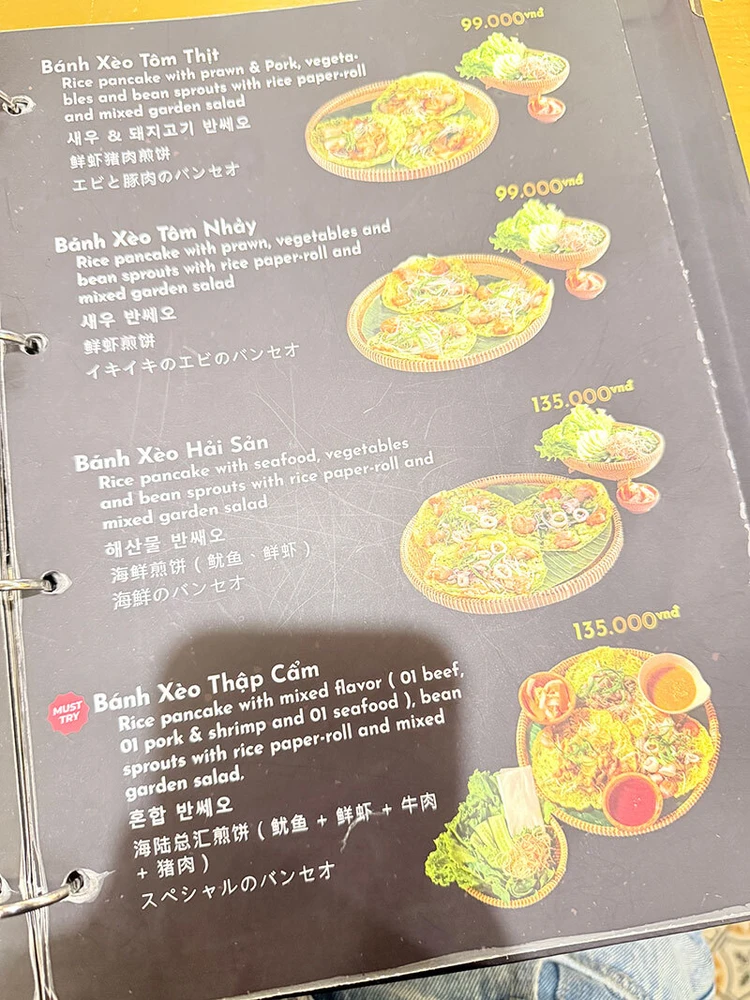 99.000vnđ
Bánh Xèo Tôm Thịt
Rice pancake with prawn & Pork, vegeta-
bles and bean sprouts with rice paper-roll
and mixed garden salad
새우 & 돼지고기 반쎄오
鲜虾猪肉煎饼
エビと豚肉のバンセオ
99.000vnđ
Bánh Xèo Tôm Nhảy
Rice pancake with prawn, vegetables and
bean sprouts with rice paper-roll and
mixed garden salad
새우 반쎄오
鲜虾煎饼
イキイキのエビのバンセオ
135.000vnđ
Bánh Xèo Hải Sản
Rice pancake with seafood, vegetables
and bean sprouts with rice paper-roll and
mixed garden salad
해산물 반쎄오
海鲜煎饼 ( 鱿鱼、鲜虾 )
海鮮のバンセオ
135.000vnđ
MUST
TRY
Bánh Xèo Thập Cẩm
Rice pancake with mixed flavor ( 01 beef,
01 pork & shrimp and 01 seafood ), bean
sprouts with rice paper-roll and mixed
garden salad.
혼합 반쎄오
海陆总汇煎饼 ( 鱿鱼 + 鲜虾 + 牛肉
+ 猪肉 )
スペシャルのバンセオ